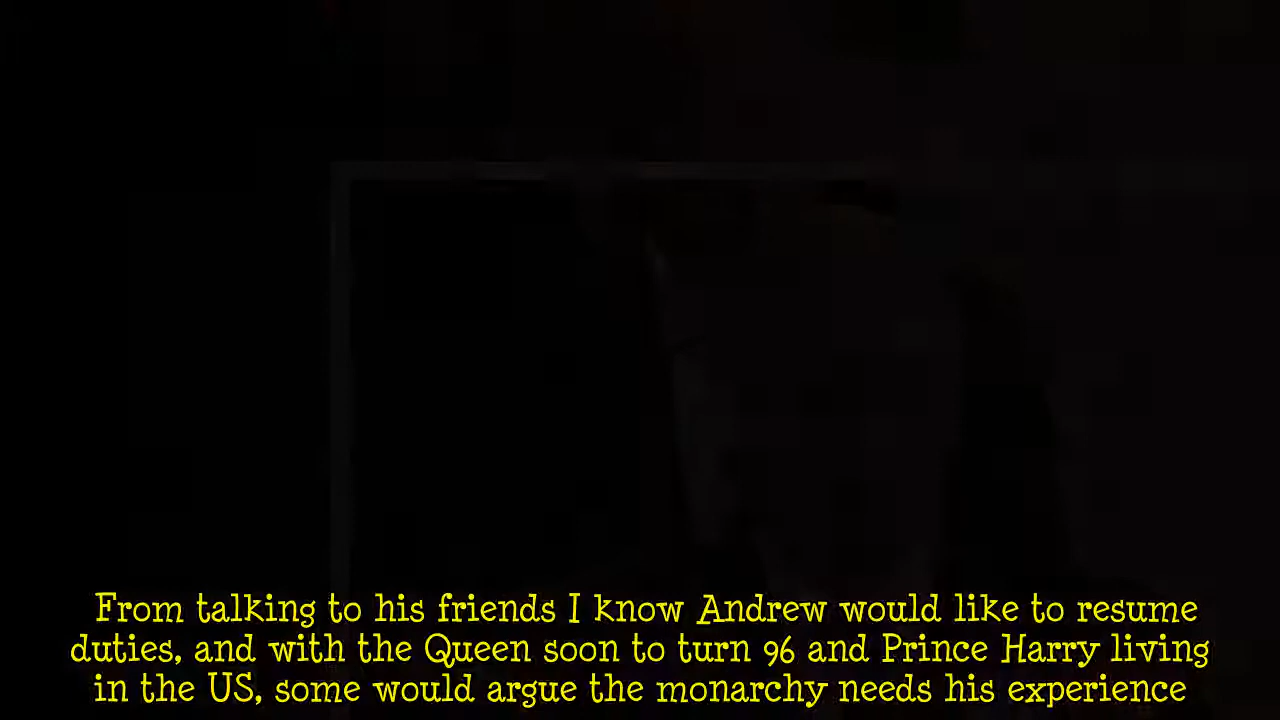 From talking to his friends I know Andrew would like to resume
duties, and with the Queen soon to turn 96 and Prince Harry living
in the US, some would argue the monarchy needs his experience